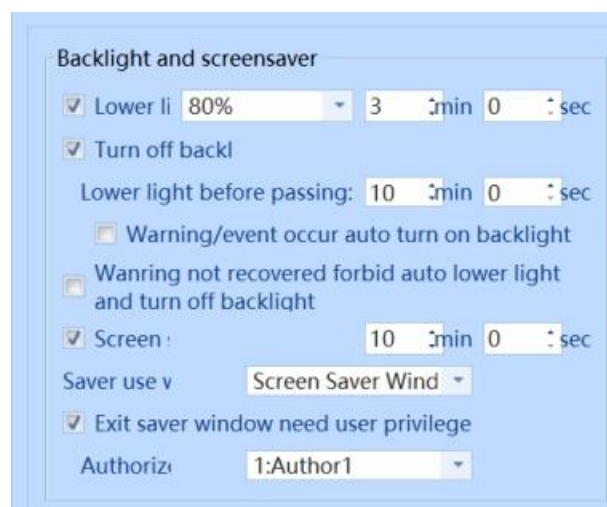 Backlight and screensaver
Lower li 80% 3 min 0 sec
Turn off backl
Lower light before passing: 10 min 0 sec
Warning/event occur auto turn on backlight
Wanring not recovered forbid auto lower light
and turn off backlight
Screen 10 min 0 sec
Saver use Screen Saver Wind
Exit saver window need user privilege
Authoriz 1:Author1